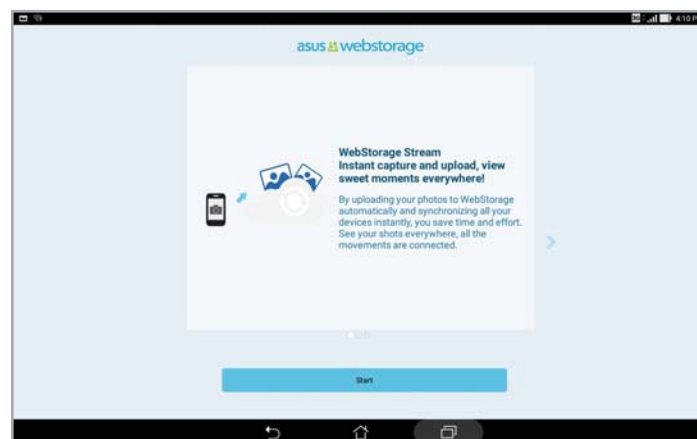 4:10 P
asus webstorage
WebStorage Stream
Instant capture and upload, view
sweet moments everywhere!
By uploading your photos to WebStorage
automatically and synchronizing all your
devices instantly, you save time and effort.
See your shots everywhere, all the
movements are connected.
Start